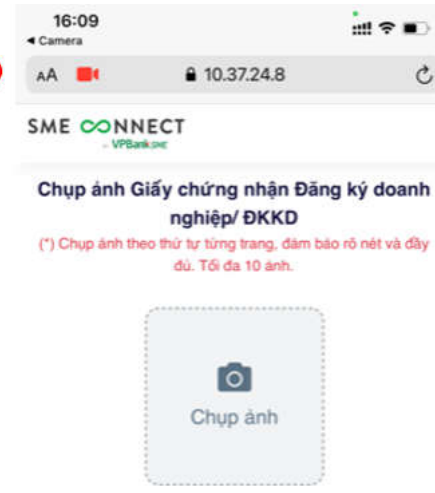 16:09
◀ Camera
AA 10.37.24.8
SME CONNECT
VPBank SME
Chụp ảnh Giấy chứng nhận Đăng ký doanh
nghiệp/ ĐKKD
(*) Chụp ảnh theo thứ tự từng trang, đảm bảo rõ nét và đầy
đủ. Tối đa 10 ảnh.
Chụp ảnh